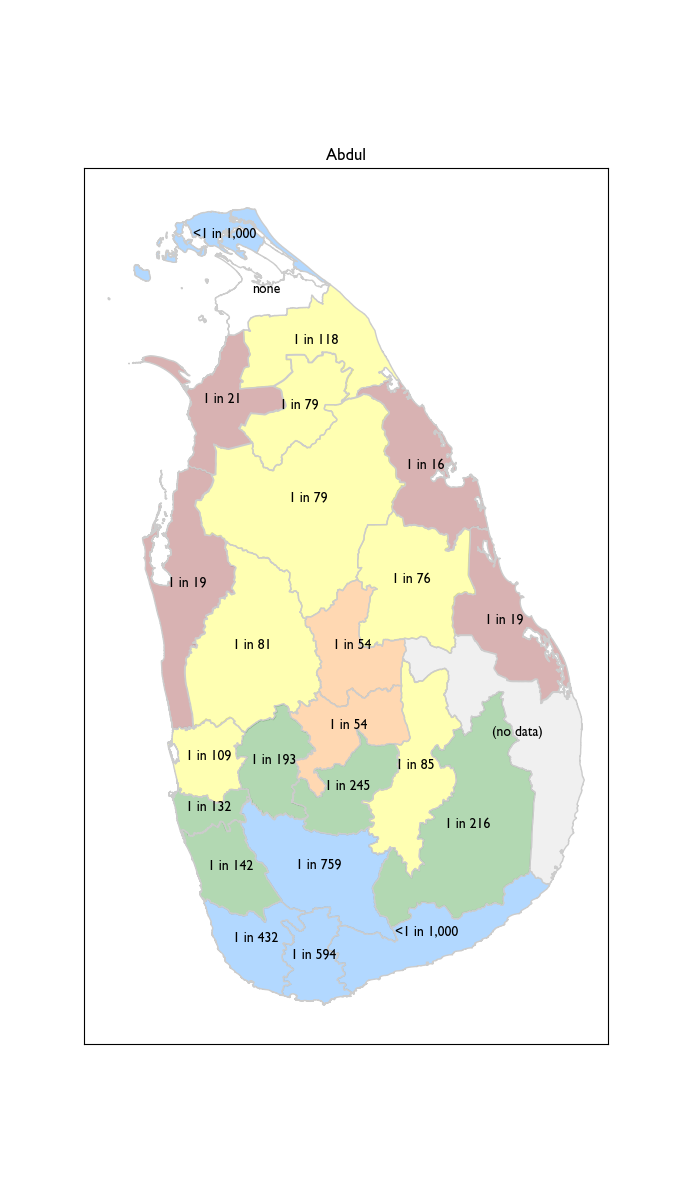 Abdul
<1 in 1,000
none
1 in 118
1 in 21
1 in 79
1 in 16
1 in 79
1 in 76
1 in 19
1 in 19
1 in 81
1 in 54
1 in 54
(no data)
1 in 109
1 in 193
1 in 85
1 in 245
1 in 132
1 in 216
1 in 142
1 in 759
<1 in 1,000
1 in 432
1 in 594